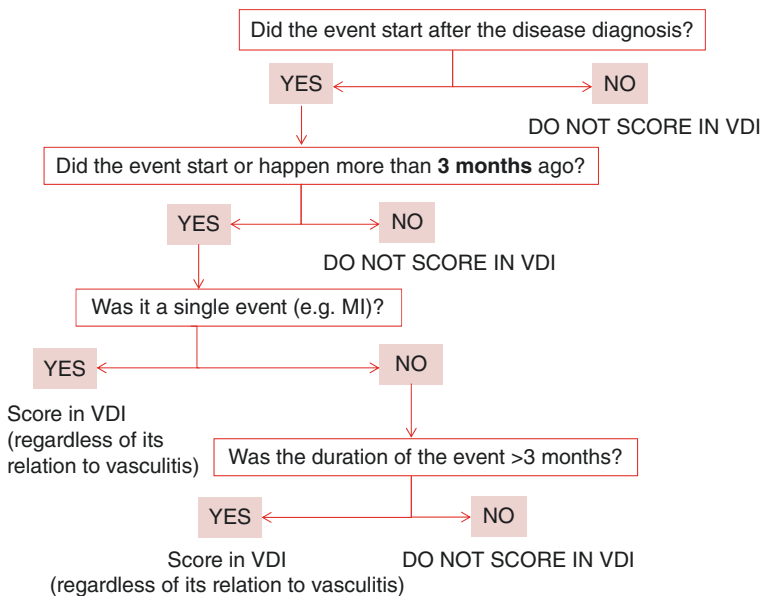 Did the event start after the disease diagnosis?
YES
NO
DO NOT SCORE IN VDI
Did the event start or happen more than 3 months ago?
YES
NO
DO NOT SCORE IN VDI
Was it a single event (e.g. MI)?
YES
NO
Score in VDI
(regardless of its
relation to vasculitis)
Was the duration of the event >3 months?
YES
NO
Score in VDI
(regardless of its relation to vasculitis)
DO NOT SCORE IN VDI